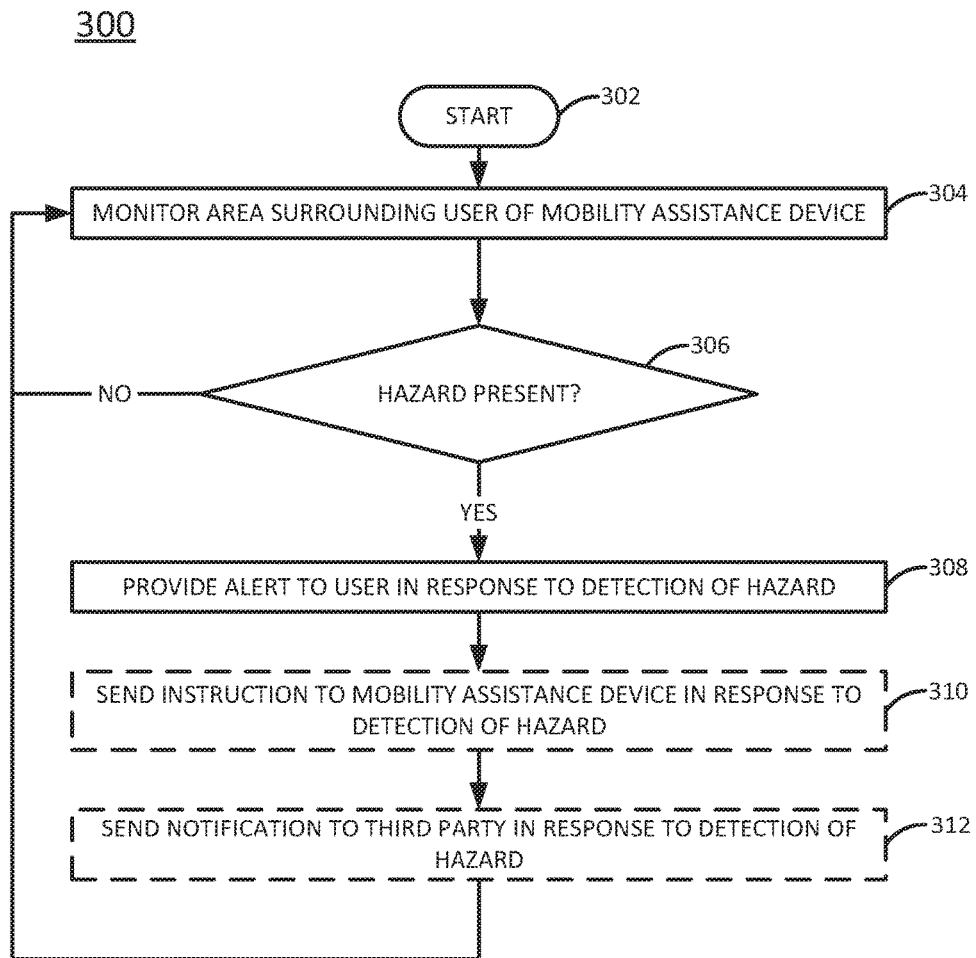 300
START
302
MONITOR AREA SURROUNDING USER OF MOBILITY ASSISTANCE DEVICE
304
306
HAZARD PRESENT?
NO
YES
PROVIDE ALERT TO USER IN RESPONSE TO DETECTION OF HAZARD
308
SEND INSTRUCTION TO MOBILITY ASSISTANCE DEVICE IN RESPONSE TO
DETECTION OF HAZARD
310
SEND NOTIFICATION TO THIRD PARTY IN RESPONSE TO DETECTION OF
HAZARD
312